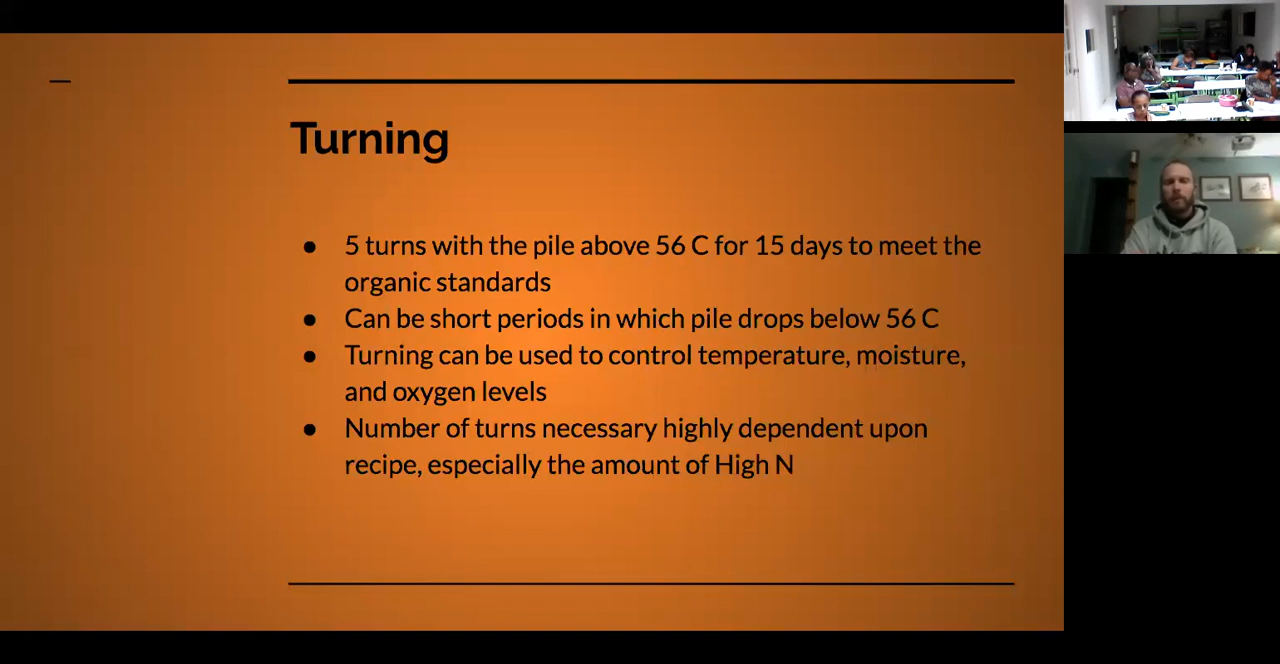 Turning
● 5 turns with the pile above 56 C for 15 days to meet the
organic standards
● Can be short periods in which pile drops below 56 C
● Turning can be used to control temperature, moisture,
and oxygen levels
● Number of turns necessary highly dependent upon
recipe, especially the amount of High N